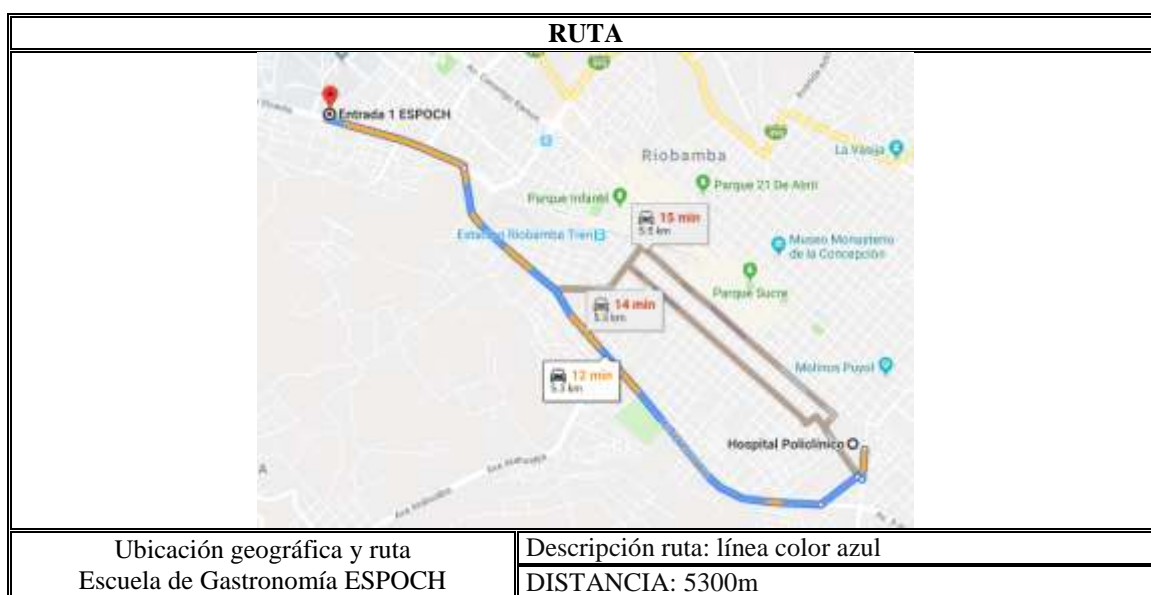 RUTA
Entrada 1 ESPOCH
Riobamba
La Vasija
Parque 21 De Abril
Parque Infantil
15 min
5.5 km
Estación Riobamba Tren
Museo Monasterio
de la Concepción
Parque Sucre
14 min
5.3 km
12 min
5.3 km
Molinos Puyol
Hospital Policlínico
Ubicación geográfica y ruta
Escuela de Gastronomía ESPOCH
Descripción ruta: línea color azul
DISTANCIA: 5300m